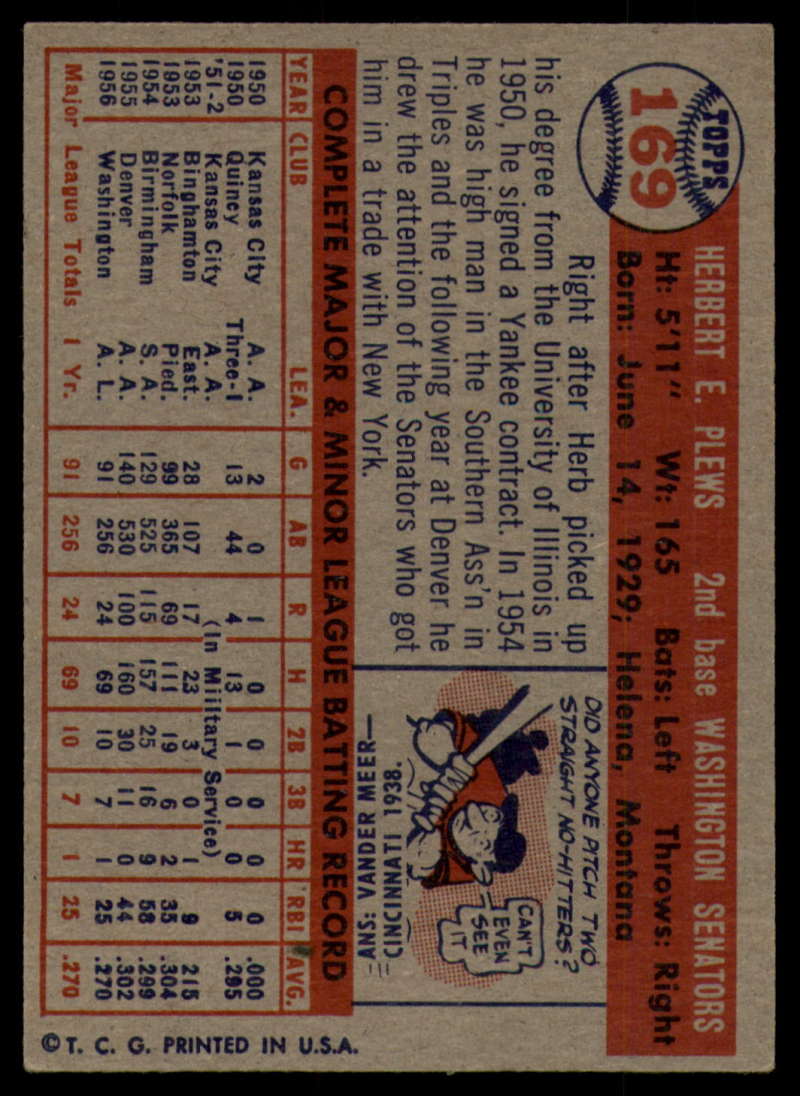 TOPPS
169
HERBERT E. PLEWS 2nd base WASHINGTON SENATORS
Ht: 5'11" Wt: 165 Bats: Left Throws: Right
Born: June 14, 1929; Helena, Montana
Right after Herb picked up
his degree from the University of Illinois in
1950, he signed a Yankee contract. In 1954
he was high man in the Southern Ass'n in
Triples and the following year at Denver he
drew the attention of the Senators who got
him in a trade with New York.
DID ANYONE PITCH TWO
STRAIGHT NO-HITTERS?
CAN'T
EVEN
SEE
IT
ANS: VANDER MEER—
CINCINNATI 1938.
COMPLETE MAJOR & MINOR LEAGUE BATTING RECORD
YEAR CLUB LEA. G AB R H 2B 3B HR RBI AVG.
1950 Kansas City A. A. 2 0 1 0 0 0 0 0 .000
1950 Quincy Three-I 13 44 4 13 1 0 0 5 .295
'51-2 Kansas City A. A. (In Military Service)
1953 Binghamton East. 28 107 17 23 3 0 1 9 .215
1953 Norfolk Pied. 99 365 69 111 19 6 2 35 .304
1954 Birmingham S. A. 129 525 115 157 25 16 9 58 .299
1955 Denver A. A. 140 530 100 160 30 11 0 44 .302
1956 Washington A. L. 91 256 24 69 10 7 1 25 .270
Major League Totals 1 Yr. 91 256 24 69 10 7 1 25 .270
© T. C. G. PRINTED IN U.S.A.